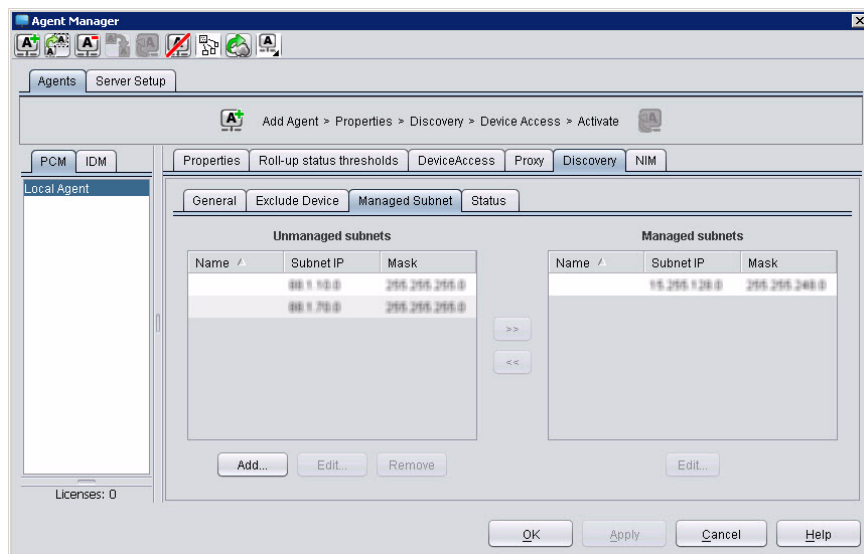 Agent Manager
Agents Server Setup
Add Agent > Properties > Discovery > Device Access > Activate
PCM IDM
Properties Roll-up status thresholds DeviceAccess Proxy Discovery NIM
Local Agent
General Exclude Device Managed Subnet Status
Unmanaged subnets Managed subnets
Name Subnet IP Mask Name Subnet IP Mask
>>
<<
Add... Edit... Remove Edit...
Licenses: 0
OK Apply Cancel Help